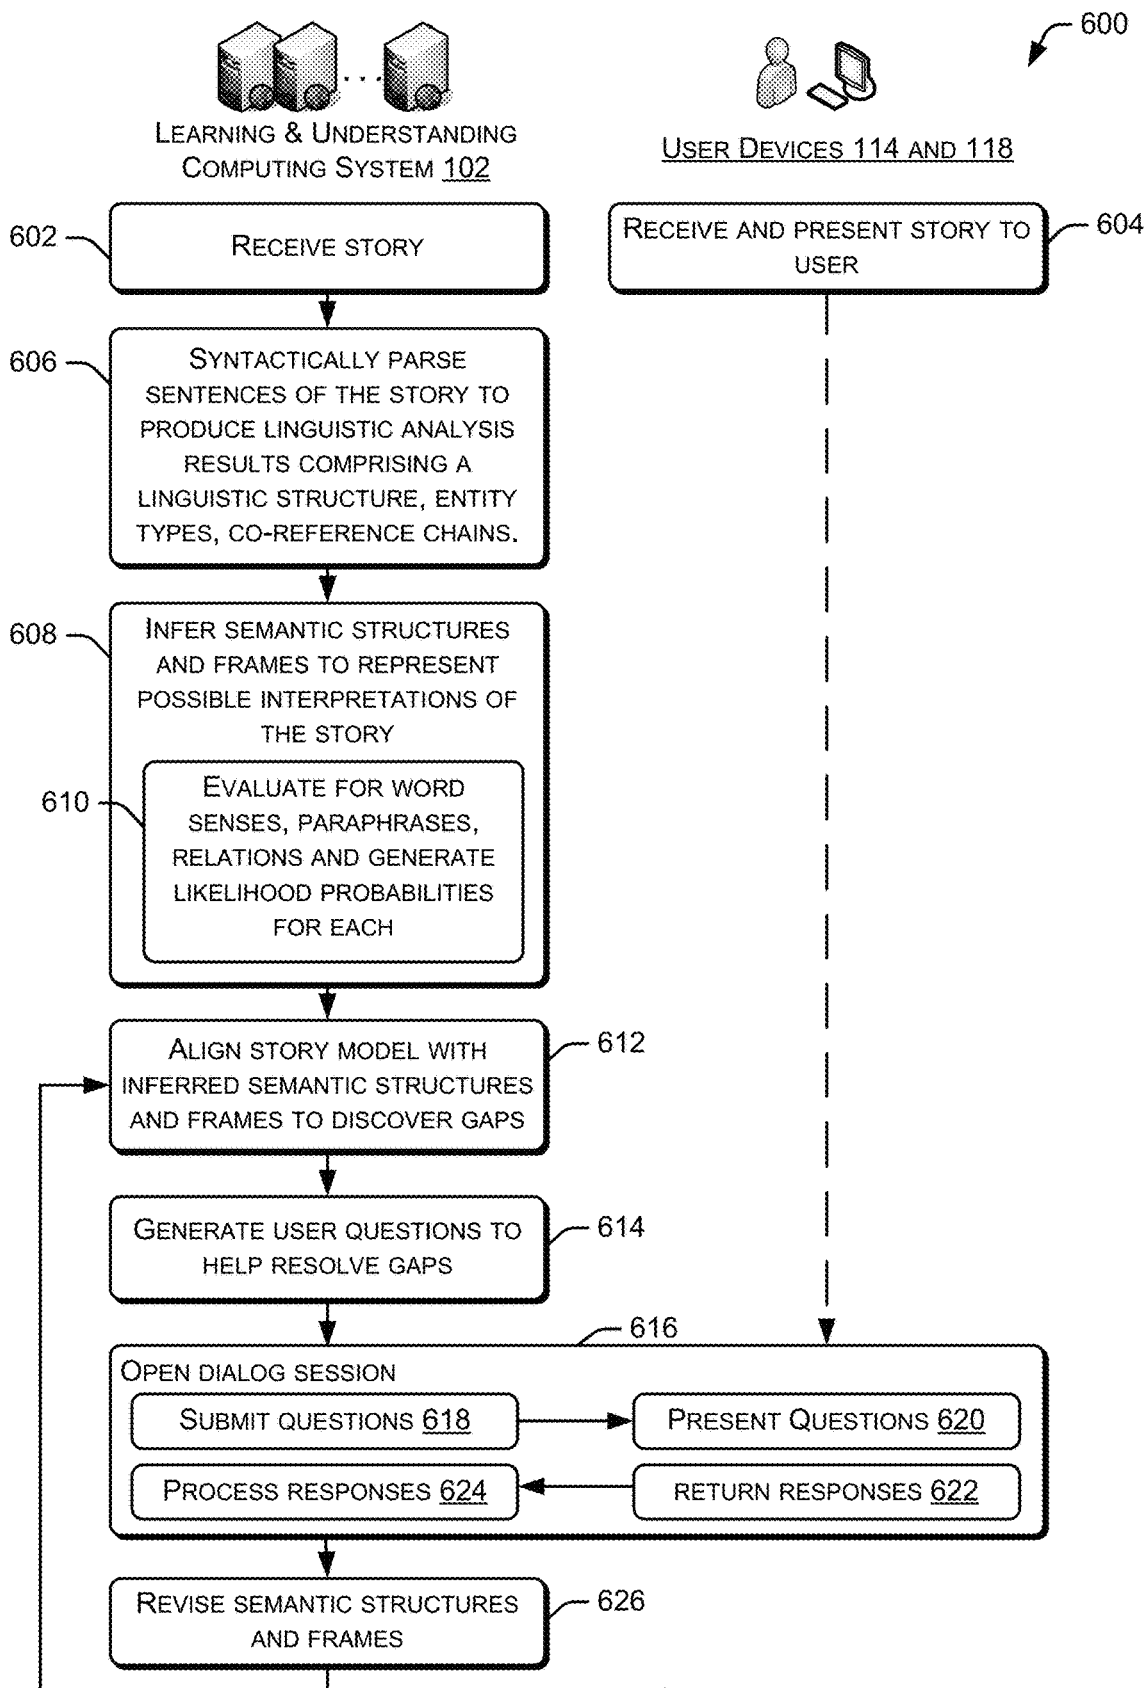 600
LEARNING & UNDERSTANDING
COMPUTING SYSTEM 102
USER DEVICES 114 AND 118
602
RECEIVE STORY
RECEIVE AND PRESENT STORY TO
USER
604
606
SYNTACTICALLY PARSE
SENTENCES OF THE STORY TO
PRODUCE LINGUISTIC ANALYSIS
RESULTS COMPRISING A
LINGUISTIC STRUCTURE, ENTITY
TYPES, CO-REFERENCE CHAINS.
608
INFER SEMANTIC STRUCTURES
AND FRAMES TO REPRESENT
POSSIBLE INTERPRETATIONS OF
THE STORY
610
EVALUATE FOR WORD
SENSES, PARAPHRASES,
RELATIONS AND GENERATE
LIKELIHOOD PROBABILITIES
FOR EACH
612
ALIGN STORY MODEL WITH
INFERRED SEMANTIC STRUCTURES
AND FRAMES TO DISCOVER GAPS
614
GENERATE USER QUESTIONS TO
HELP RESOLVE GAPS
616
OPEN DIALOG SESSION
SUBMIT QUESTIONS 618
PRESENT QUESTIONS 620
PROCESS RESPONSES 624
RETURN RESPONSES 622
626
REVISE SEMANTIC STRUCTURES
AND FRAMES